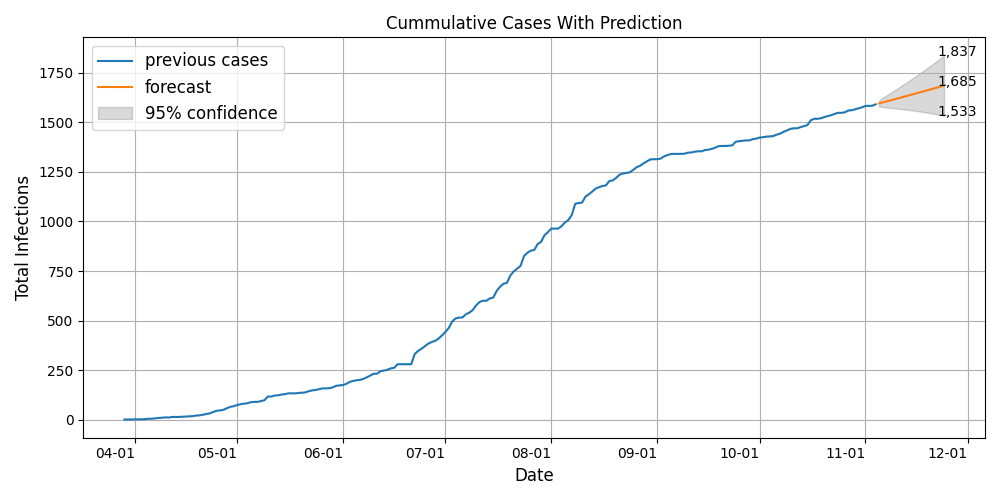 Cummulative Cases With Prediction
previous cases
forecast
95% confidence
1,837
1,685
1,533
Total Infections
1750
1500
1250
1000
750
500
250
0
04-01 05-01 06-01 07-01 08-01 09-01 10-01 11-01 12-01
Date